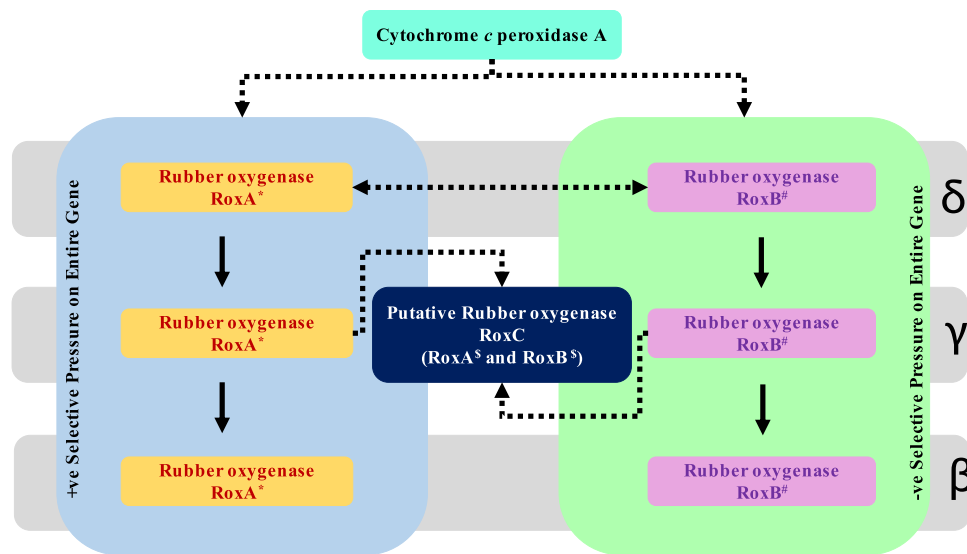 Cytochrome c peroxidase A
+ve Selective Pressure on Entire Gene
-ve Selective Pressure on Entire Gene
Rubber oxygenase
RoxA*
Rubber oxygenase
RoxB#
δ
Rubber oxygenase
RoxA*
Putative Rubber oxygenase
RoxC
(RoxA$ and RoxB$)
Rubber oxygenase
RoxB#
γ
Rubber oxygenase
RoxA*
Rubber oxygenase
RoxB#
β